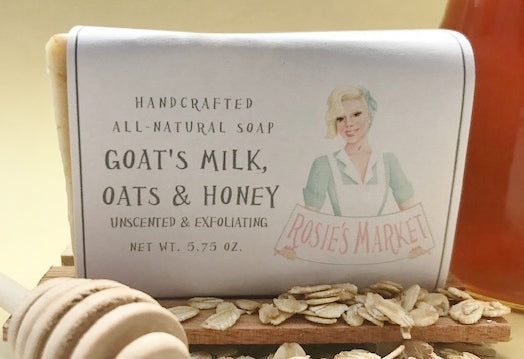 HANDCRAFTED
ALL-NATURAL SOAP
GOAT'S MILK,
OATS & HONEY
UNSCENTED & EXFOLIATING
NET WT. 5.75 OZ.
ROSIE'S MARKET